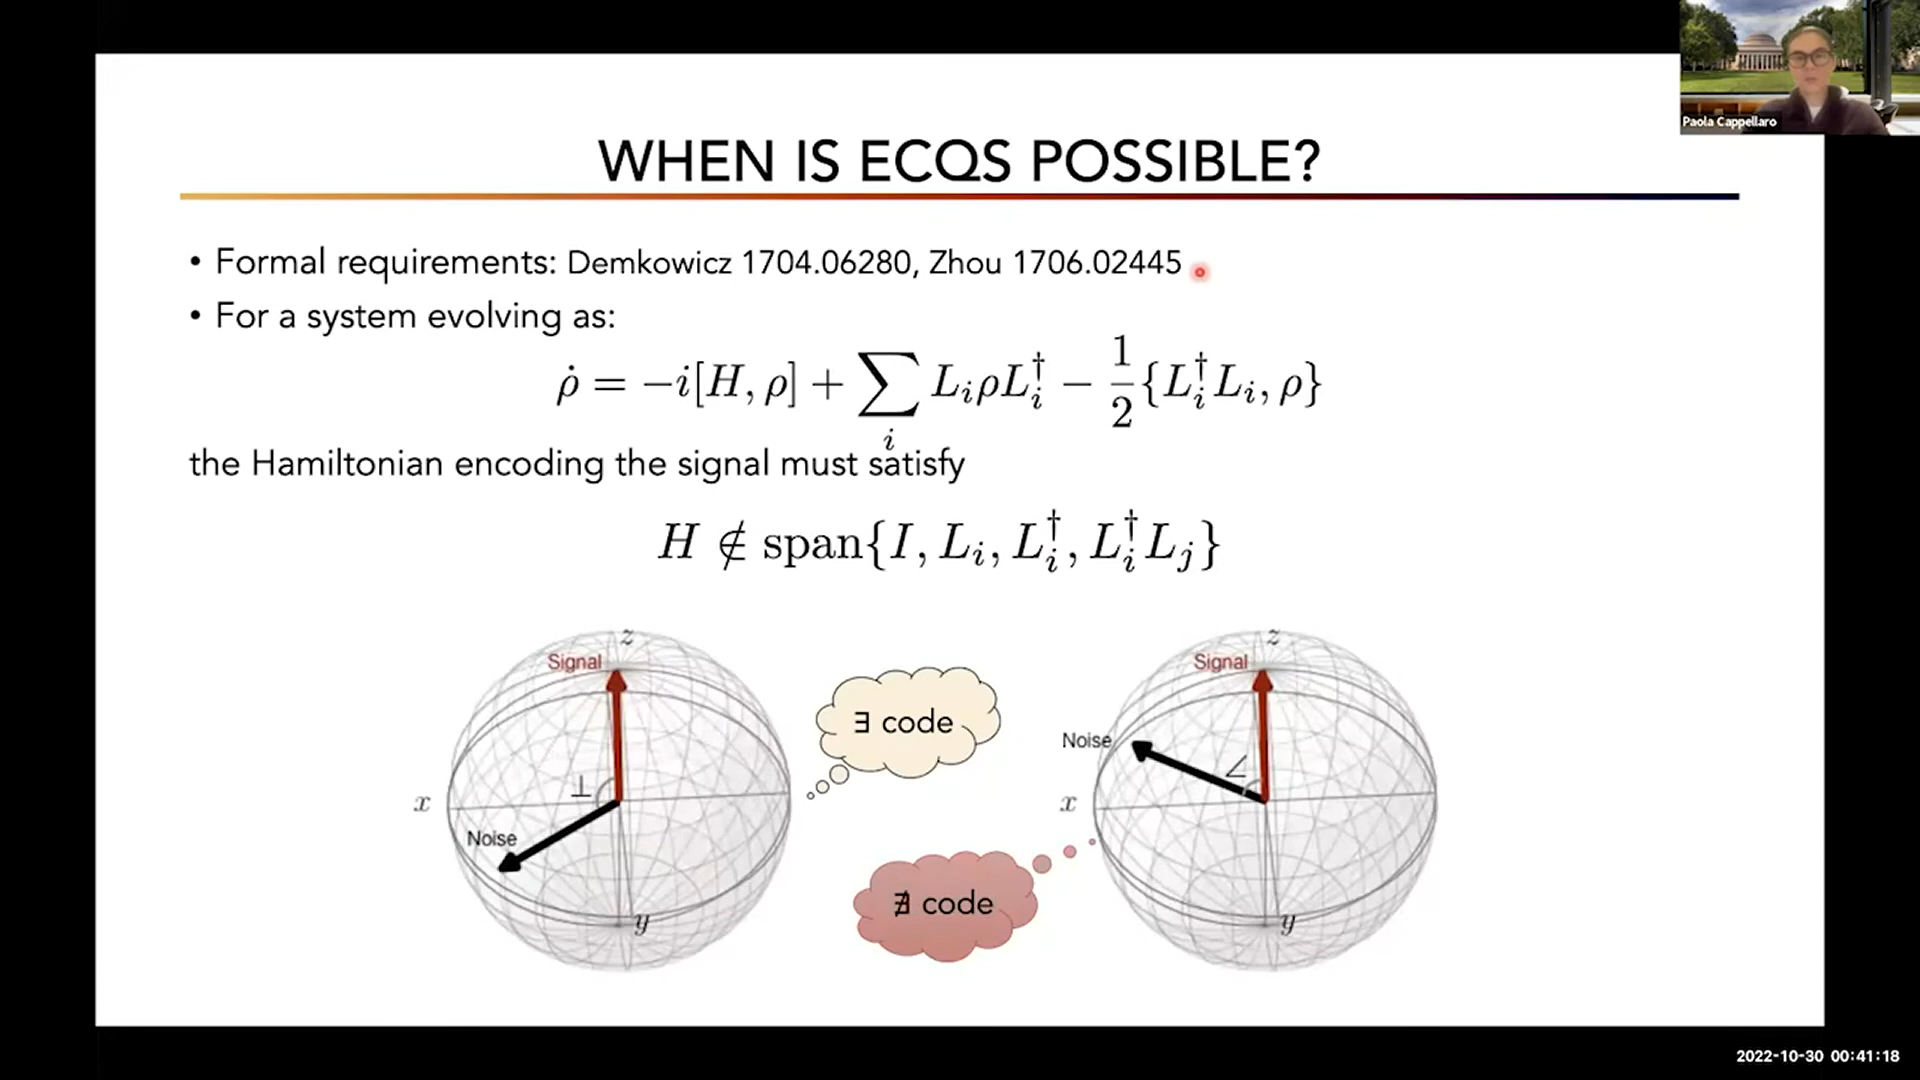 Paola Cappellaro
WHEN IS ECQS POSSIBLE?
• Formal requirements: Demkowicz 1704.06280, Zhou 1706.02445
• For a system evolving as:
ρ̇ = −i[H, ρ] + ∑ᵢ LᵢρLᵢ† − 1/2 {Lᵢ†Lᵢ, ρ}
the Hamiltonian encoding the signal must satisfy
H ∉ span{I, Lᵢ, Lᵢ†, Lᵢ†Lⱼ}
z
Signal
⊥
x
Noise
y
∃ code
∄ code
z
Signal
Noise
∠
x
y
2022-10-30 00:41:18